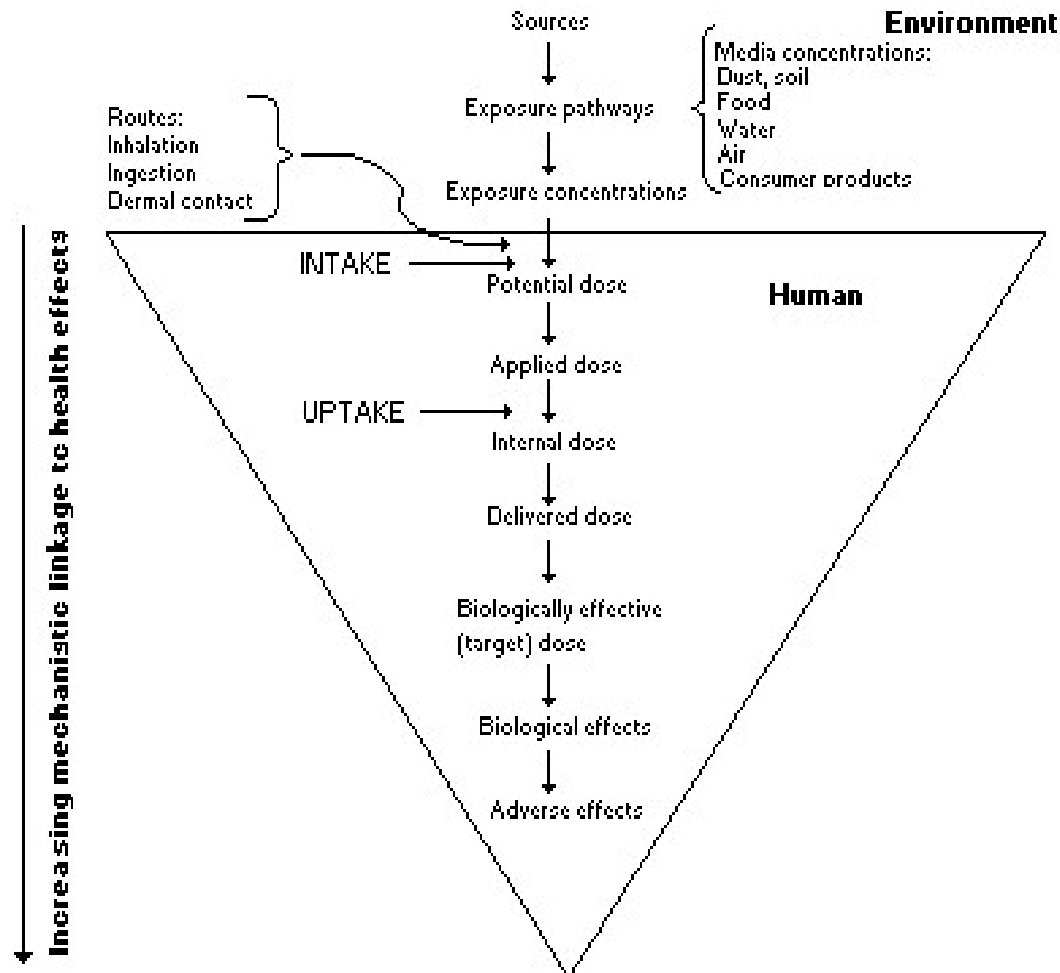 Sources
Environment
Media concentrations:
Dust, soil
Food
Water
Air
Consumer products
Exposure pathways
Routes:
Inhalation
Ingestion
Dermal contact
Exposure concentrations
INTAKE
Potential dose
Human
Applied dose
UPTAKE
Internal dose
Delivered dose
Biologically effective
(target) dose
Biological effects
Adverse effects
Increasing mechanistic linkage to health effects